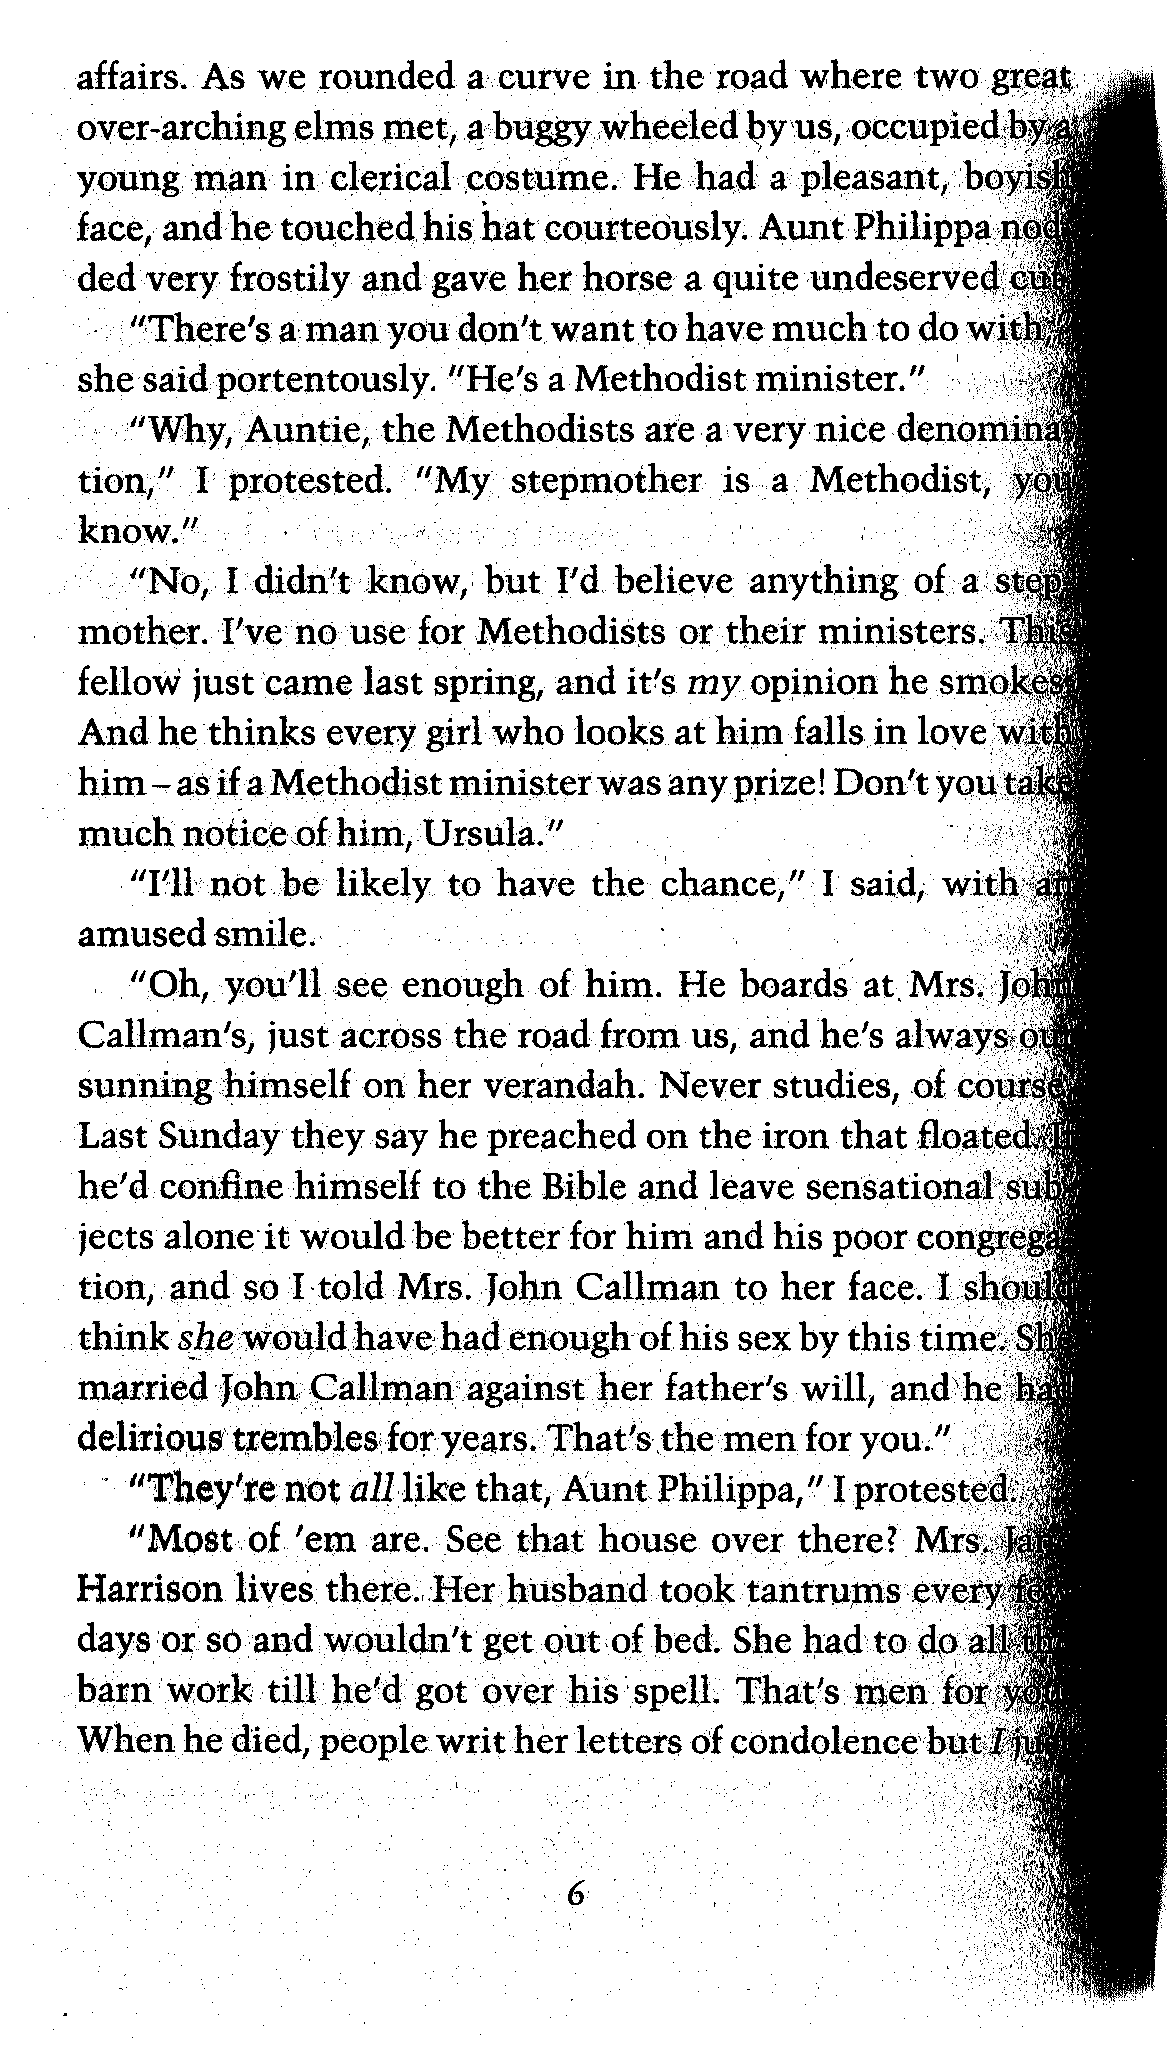 affairs. As we rounded a curve in the road where two great
over-arching elms met, a buggy wheeled by us, occupied by a
young man in clerical costume. He had a pleasant, boyish
face, and he touched his hat courteously. Aunt Philippa nod-
ded very frostily and gave her horse a quite undeserved cut.
"There's a man you don't want to have much to do with,"
she said portentously. "He's a Methodist minister."
"Why, Auntie, the Methodists are a very nice denomina-
tion," I protested. "My stepmother is a Methodist, you
know."
"No, I didn't know, but I'd believe anything of a step-
mother. I've no use for Methodists or their ministers. This
fellow just came last spring, and it's my opinion he smokes.
And he thinks every girl who looks at him falls in love with
him – as if a Methodist minister was any prize! Don't you take
much notice of him, Ursula."
"I'll not be likely to have the chance," I said, with an
amused smile.
"Oh, you'll see enough of him. He boards at Mrs. John
Callman's, just across the road from us, and he's always out
sunning himself on her verandah. Never studies, of course.
Last Sunday they say he preached on the iron that floated. If
he'd confine himself to the Bible and leave sensational sub-
jects alone it would be better for him and his poor congrega-
tion, and so I told Mrs. John Callman to her face. I should
think she would have had enough of his sex by this time. She
married John Callman against her father's will, and he had
delirious trembles for years. That's the men for you."
"They're not all like that, Aunt Philippa," I protested.
"Most of 'em are. See that house over there? Mrs.
Harrison lives there. Her husband took tantrums every few
days or so and wouldn't get out of bed. She had to do all the
barn work till he'd got over his spell. That's men for you.
When he died, people writ her letters of condolence but I just
6